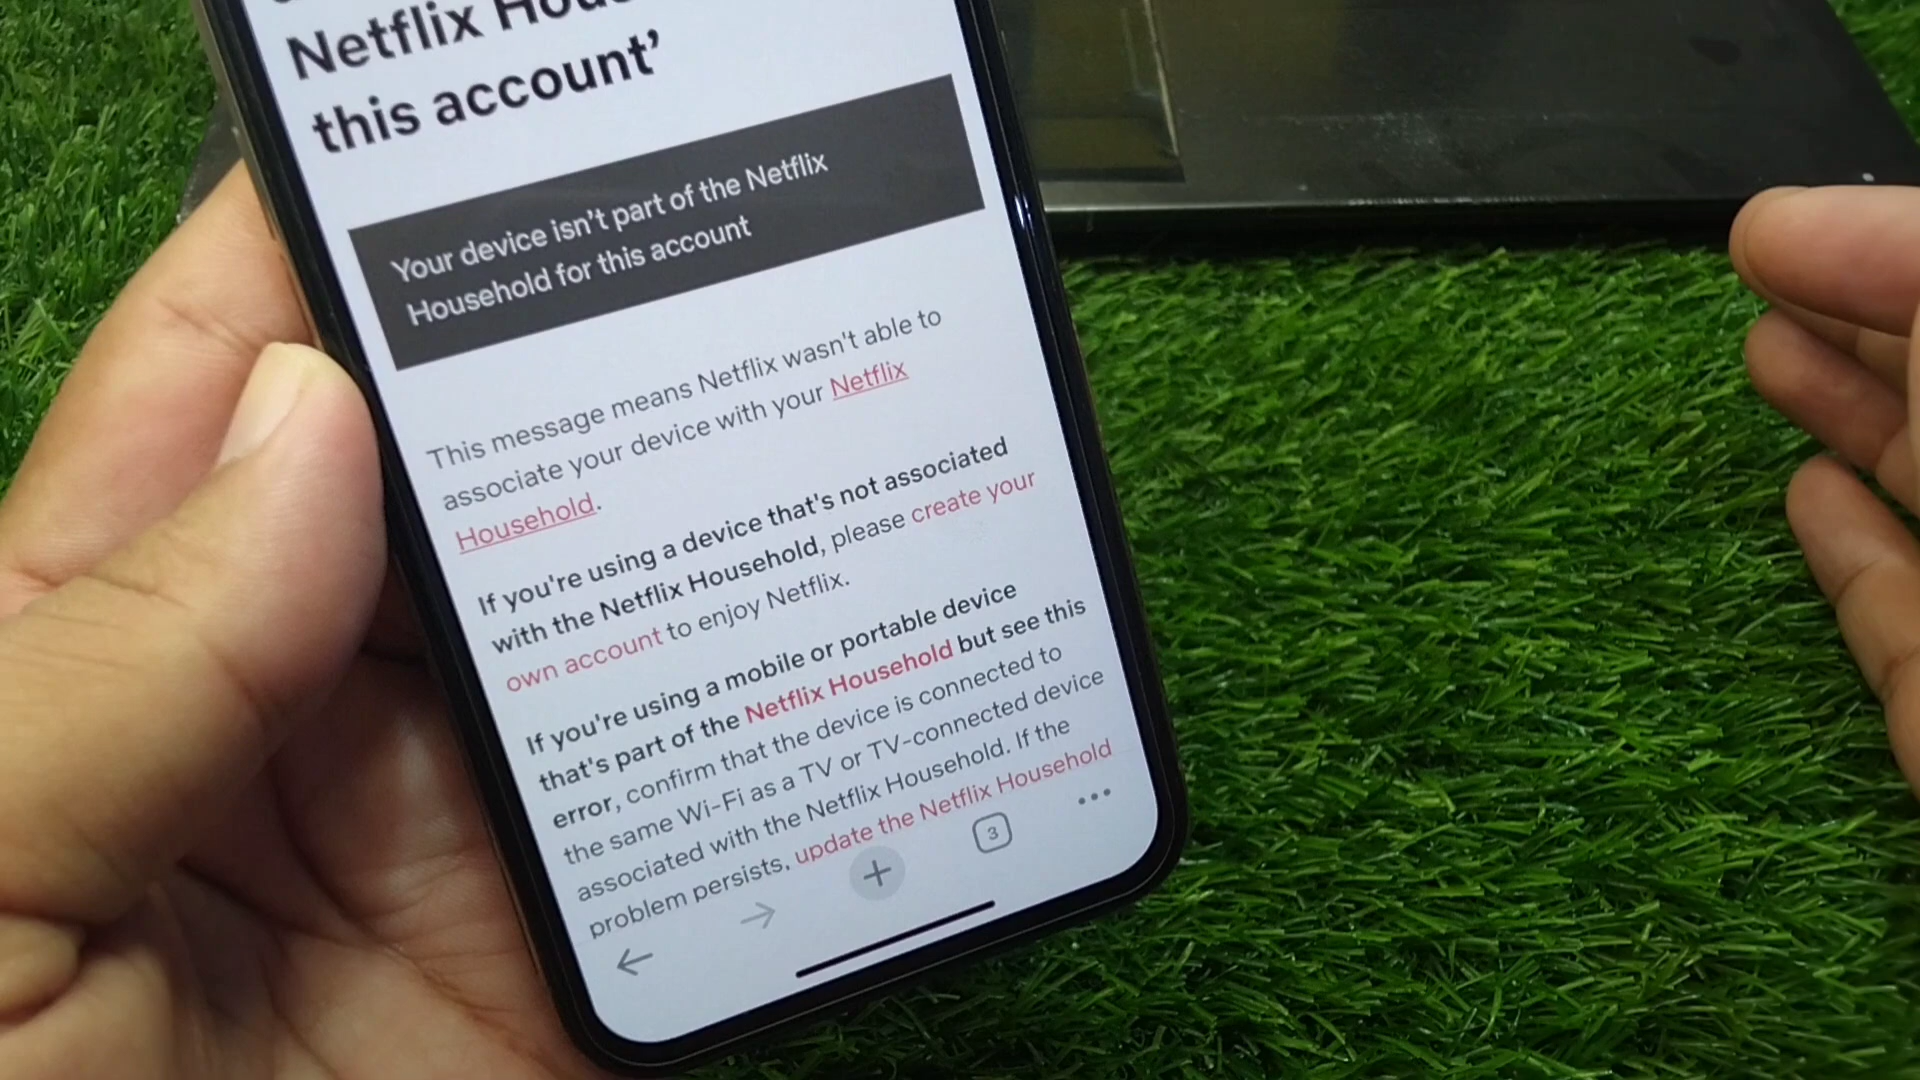 Netflix Hou
this account’
Your device isn’t part of the Netflix
Household for this account
This message means Netflix wasn't able to
associate your device with your Netflix
Household.
If you're using a device that's not associated
with the Netflix Household, please create your
own account to enjoy Netflix.
If you're using a mobile or portable device
that's part of the Netflix Household but see this
error, confirm that the device is connected to
the same Wi-Fi as a TV or TV-connected device
associated with the Netflix Household. If the
problem persists, update the Netflix Household
3